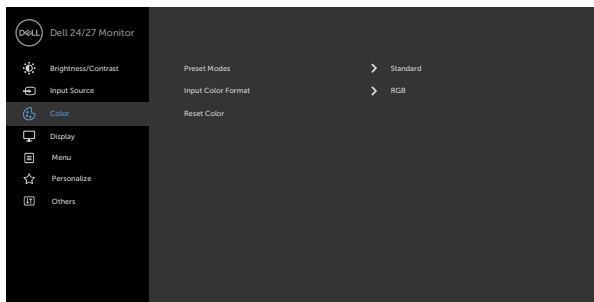 DELL Dell 24/27 Monitor
Brightness/Contrast Preset Modes Standard
Input Source Input Color Format RGB
Color Reset Color
Display
Menu
Personalize
Others